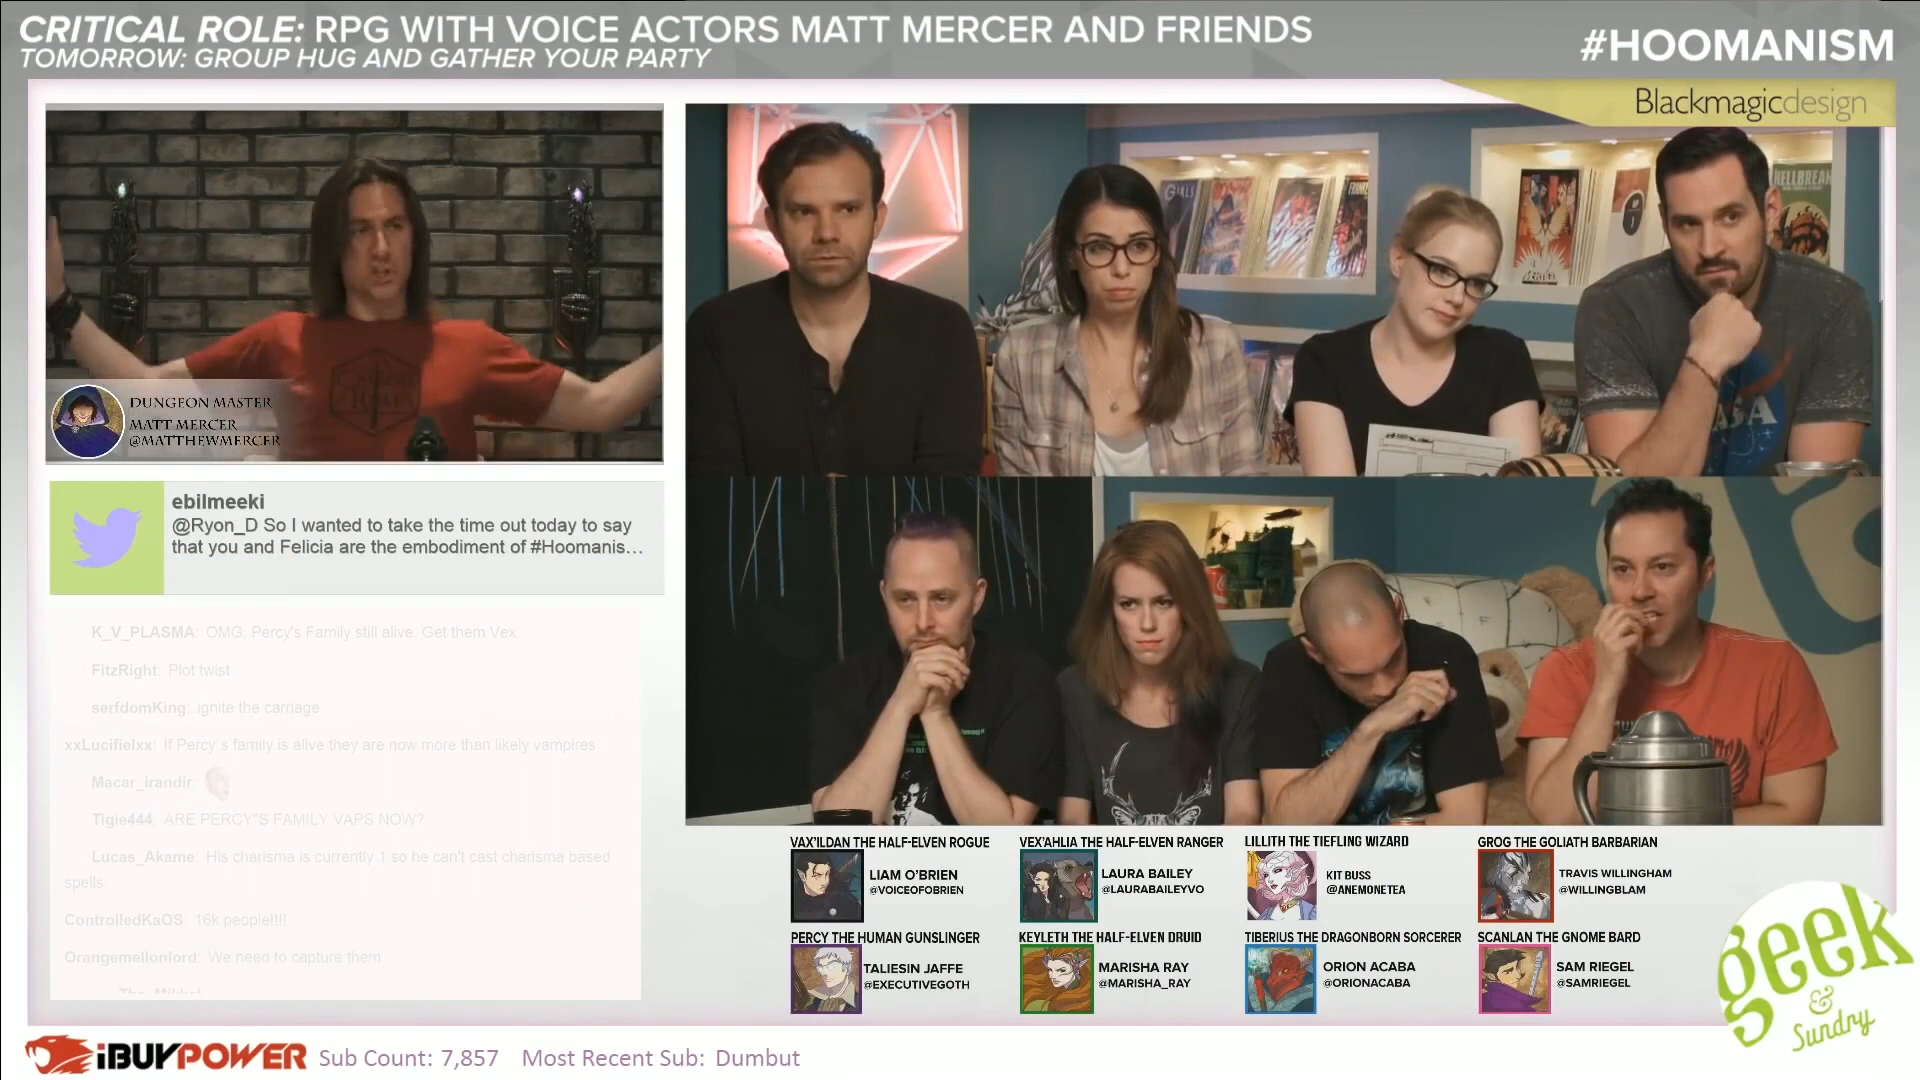 CRITICAL ROLE: RPG WITH VOICE ACTORS MATT MERCER AND FRIENDS
TOMORROW: GROUP HUG AND GATHER YOUR PARTY
#HOOMANISM
Blackmagicdesign
DUNGEON MASTER
MATT MERCER
@MATTHEWMERCER
ebilmeeki
@Ryon_D So I wanted to take the time out today to say
that you and Felicia are the embodiment of #Hoomanis...
K_V_PLASMA: OMG, Percy's Family still alive. Get them Vex.
FitzRight: Plot twist
serfdomKing: ignite the carriage
xxLucifielxx: If Percy's family is alive they are now more than likely vampires
Macar_irandir:
Tigie444: ARE PERCY"S FAMILY VAPS NOW?
Lucas_Akame: His charisma is currently 1 so he can't cast charisma based
spells.
ControlledKaOS: 16k people!!!!
Orangemellonlord: We need to capture them
GIRLS
HELLBREAK
NASA
VAX'ILDAN THE HALF-ELVEN ROGUE
LIAM O'BRIEN
@VOICEOFOBRIEN
VEX'AHLIA THE HALF-ELVEN RANGER
LAURA BAILEY
@LAURABAILEYVO
LILLITH THE TIEFLING WIZARD
KIT BUSS
@ANEMONETEA
GROG THE GOLIATH BARBARIAN
TRAVIS WILLINGHAM
@WILLINGBLAM
PERCY THE HUMAN GUNSLINGER
TALIESIN JAFFE
@EXECUTIVEGOTH
KEYLETH THE HALF-ELVEN DRUID
MARISHA RAY
@MARISHA_RAY
TIBERIUS THE DRAGONBORN SORCERER
ORION ACABA
@ORIONACABA
SCANLAN THE GNOME BARD
SAM RIEGEL
@SAMRIEGEL
geek
&
Sundry
iBUYPOWER
Sub Count: 7,857 Most Recent Sub: Dumbut